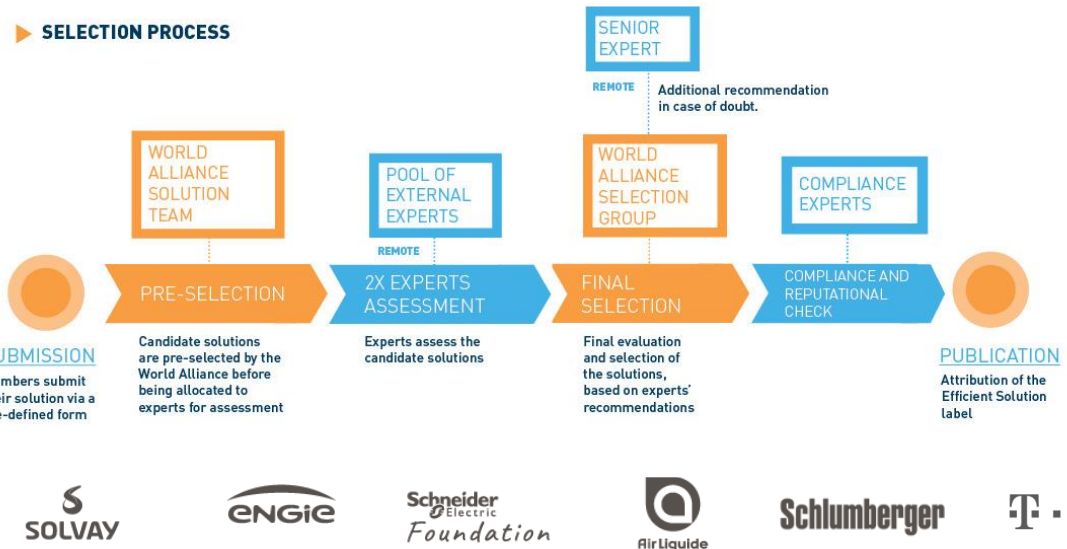 SELECTION PROCESS
SENIOR
EXPERT
REMOTE
Additional recommendation
in case of doubt.
WORLD
ALLIANCE
SOLUTION
TEAM
POOL OF
EXTERNAL
EXPERTS
REMOTE
WORLD
ALLIANCE
SELECTION
GROUP
COMPLIANCE
EXPERTS
PRE-SELECTION
2X EXPERTS
ASSESSMENT
FINAL
SELECTION
COMPLIANCE AND
REPUTATIONAL
CHECK
UBMISSION
mbers submit
eir solution via a
e-defined form
Candidate solutions
are pre-selected by the
World Alliance before
being allocated to
experts for assessment
Experts assess the
candidate solutions
Final evaluation
and selection of
the solutions,
based on experts'
recommendations
PUBLICATION
Attribution of the
Efficient Solution
label
SOLVAY
ENGIE
Schneider
Electric
Foundation
Air Liquide
Schlumberger
T